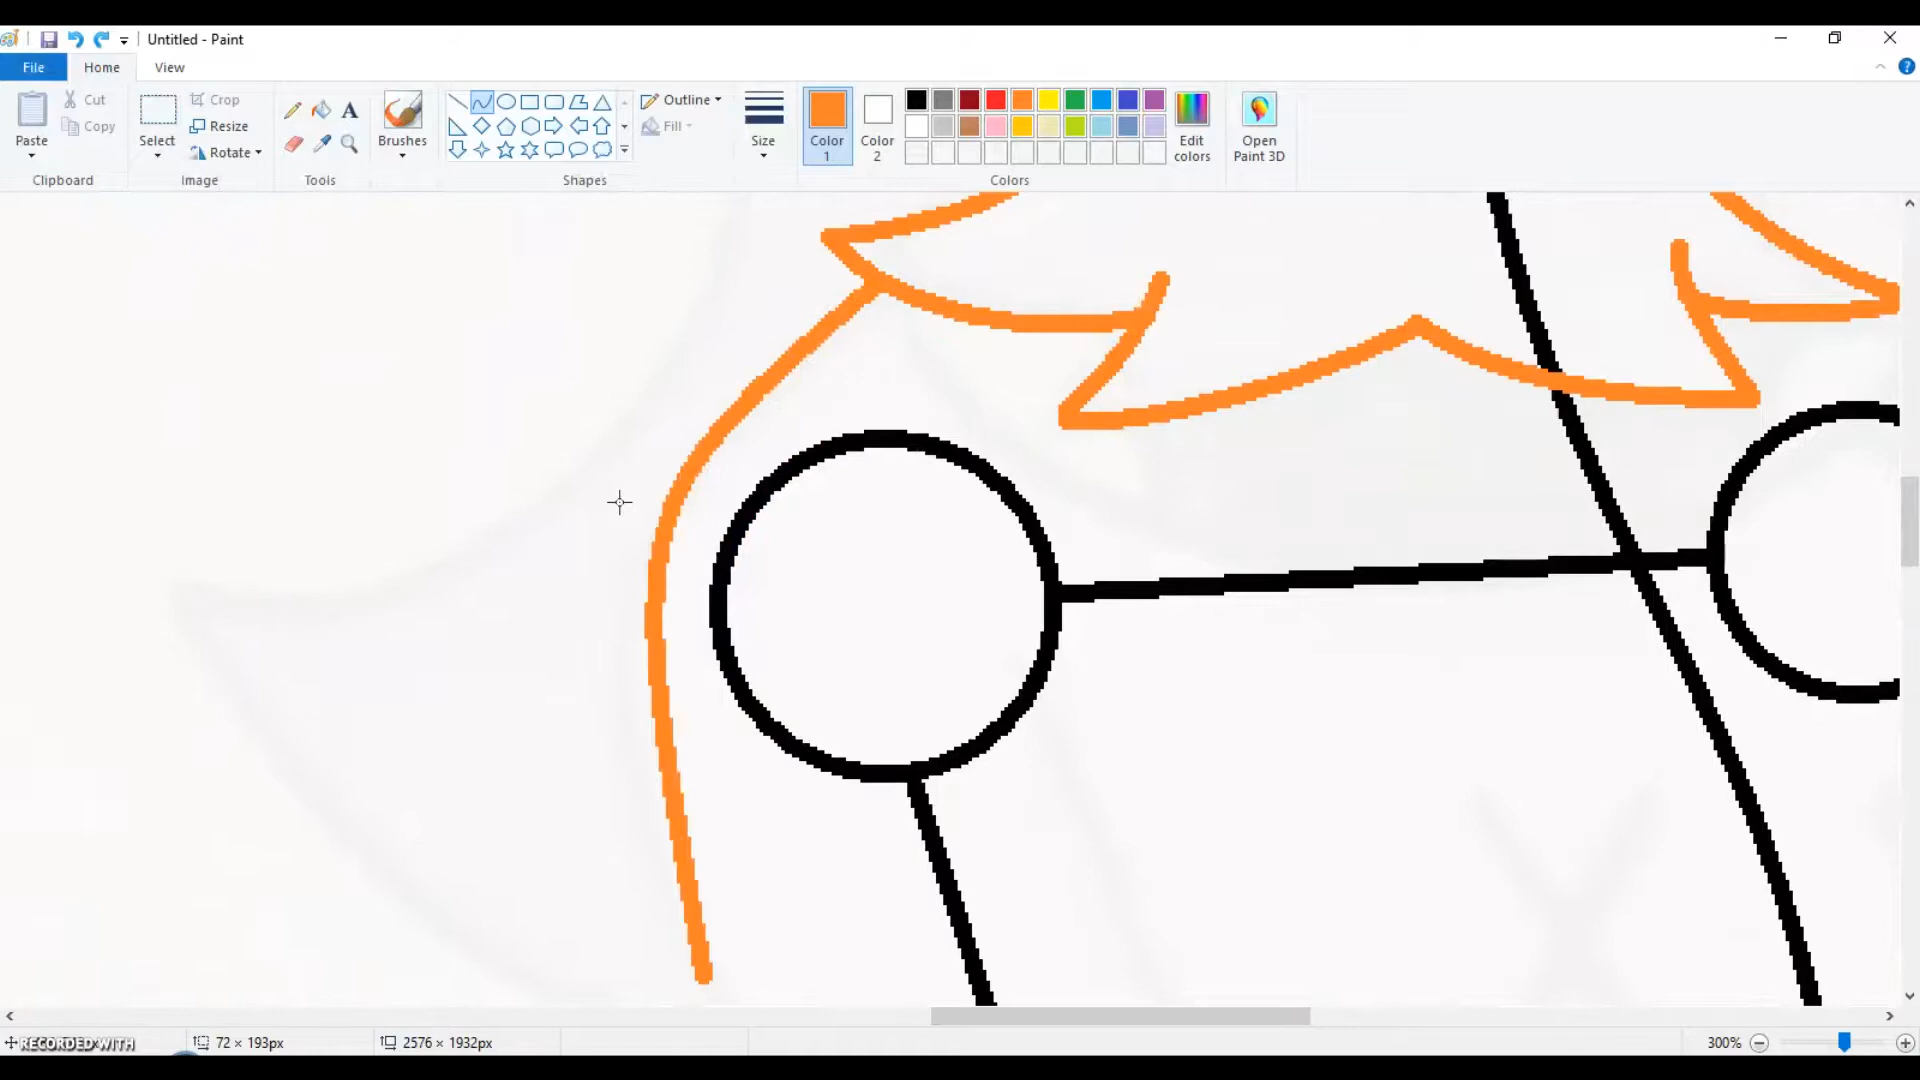 Untitled - Paint
File Home View
Paste
Cut
Copy
Clipboard
Select
Crop
Resize
Rotate
Image
Tools
Brushes
Outline
Fill
Shapes
Size
Color 1
Color 2
Edit colors
Colors
Open Paint 3D
RECORDED WITH
72 × 193px
2576 × 1932px
300%